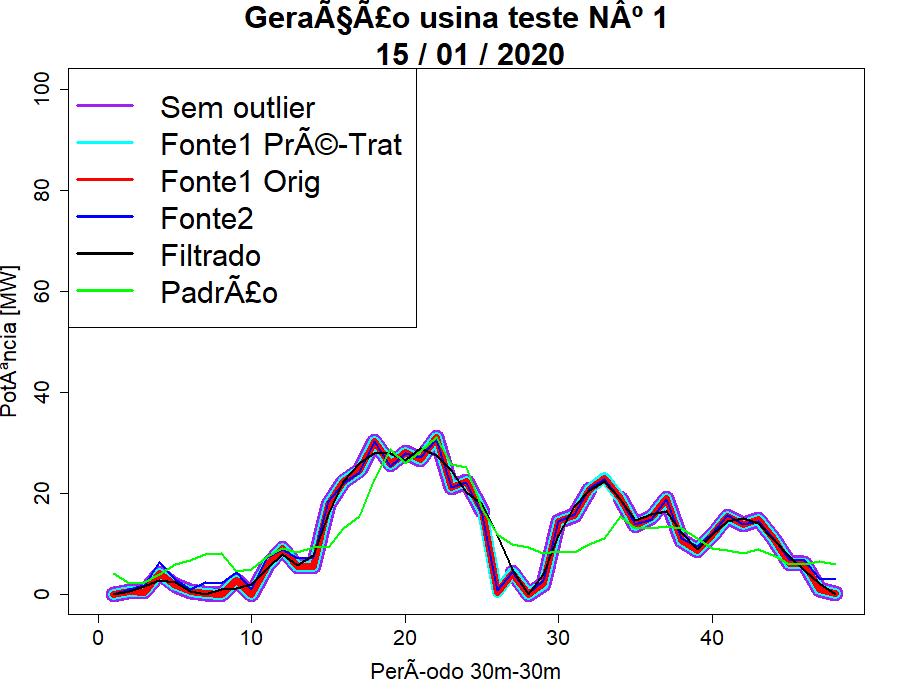 GeraÃ§Ã£o usina teste NÂº 1
15 / 01 / 2020
Sem outlier
Fonte1 PrÃ©-Trat
Fonte1 Orig
Fonte2
Filtrado
PadrÃ£o
PotÃªncia [MW]
100
80
60
40
20
0
0 10 20 30 40
PerÃ-odo 30m-30m